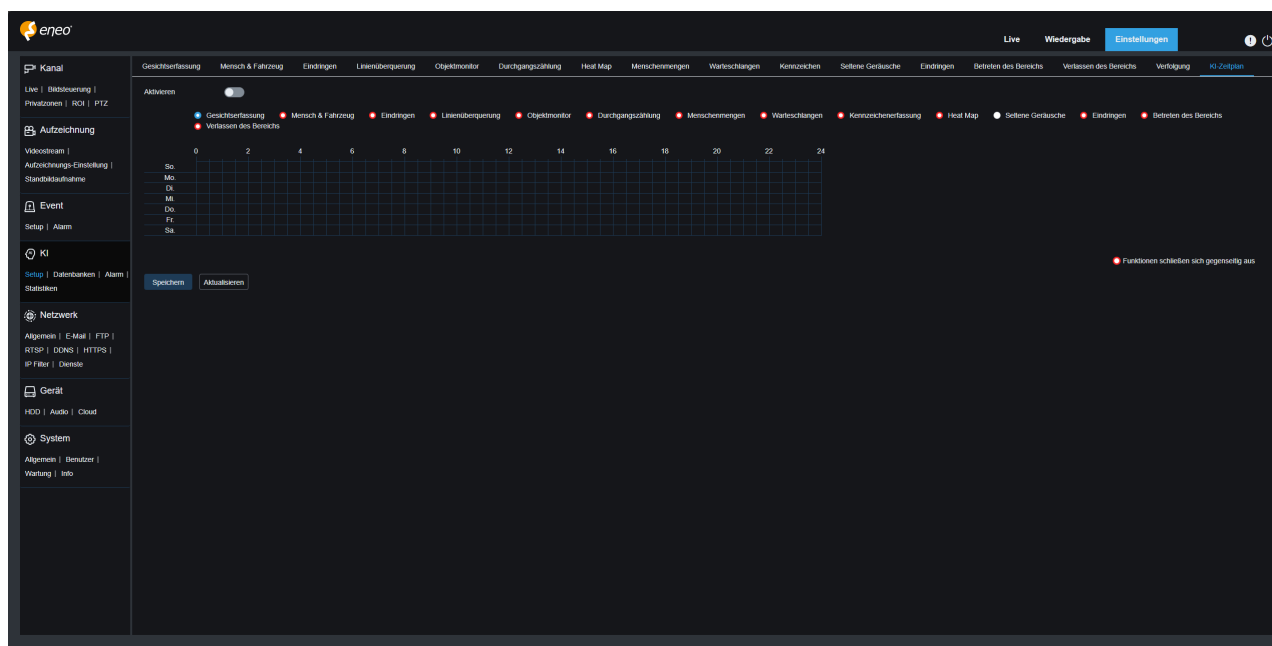 eneo
Live Wiedergabe Einstellungen
Kanal
Live | Bildsteuerung |
Privatzonen | ROI | PTZ
Aufzeichnung
Videostream |
Aufzeichnungs-Einstellung |
Standbildaufnahme
Event
Setup | Alarm
KI
Setup | Datenbanken | Alarm |
Statistiken
Netzwerk
Allgemein | E-Mail | FTP |
RTSP | DDNS | HTTPS |
IP Filter | Dienste
Gerät
HDD | Audio | Cloud
System
Allgemein | Benutzer |
Wartung | Info
Gesichtserfassung Mensch & Fahrzeug Eindringen Linienüberquerung Objektmonitor Durchgangszählung Heat Map Menschenmengen Warteschlangen Kennzeichen Seltene Geräusche Eindringen Betreten des Bereichs Verlassen des Bereichs Verfolgung KI-Zeitplan
Aktivieren
Gesichtserfassung Mensch & Fahrzeug Eindringen Linienüberquerung Objektmonitor Durchgangszählung Menschenmengen Warteschlangen Kennzeichenerfassung Heat Map Seltene Geräusche Eindringen Betreten des Bereichs
Verlassen des Bereichs
0 2 4 6 8 10 12 14 16 18 20 22 24
So.
Mo.
Di.
Mi.
Do.
Fr.
Sa.
Funktionen schließen sich gegenseitig aus
Speichern Aktualisieren